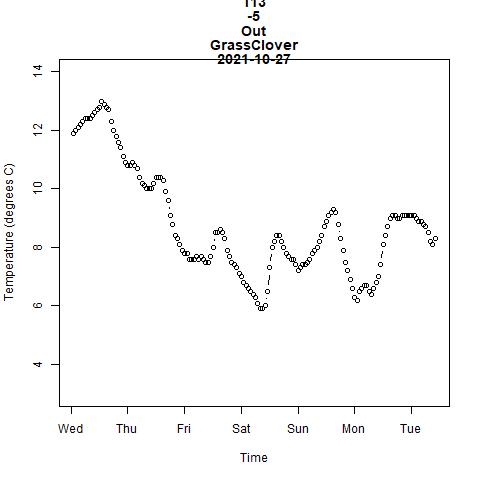 113
-5
Out
GrassClover
2021-10-27
Temperature (degrees C)
14
12
10
8
6
4
Wed
Thu
Fri
Sat
Sun
Mon
Tue
Time